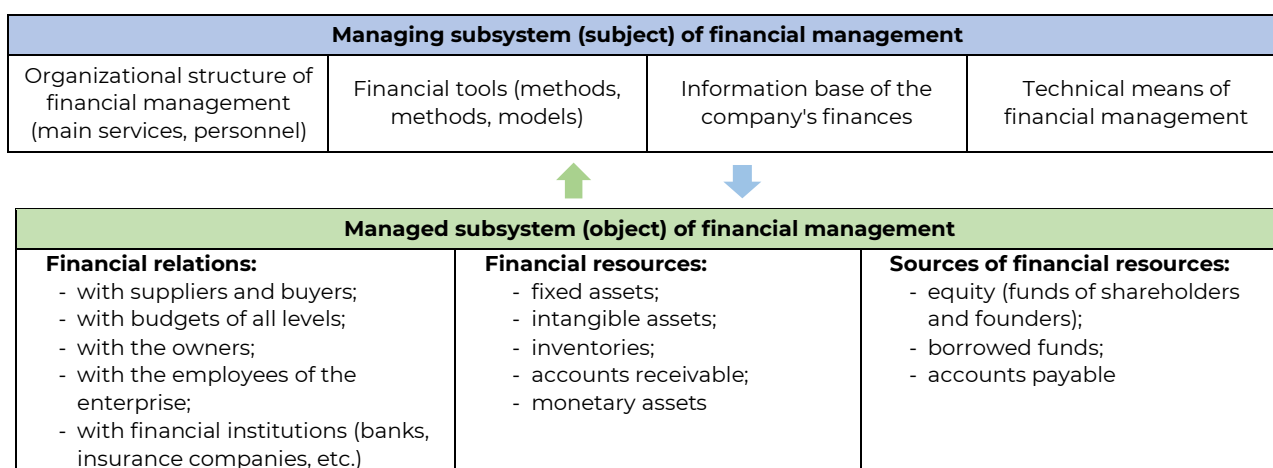 Managing subsystem (subject) of financial management
Organizational structure of
financial management
(main services, personnel)
Financial tools (methods,
methods, models)
Information base of the
company's finances
Technical means of
financial management
Managed subsystem (object) of financial management
Financial relations:
- with suppliers and buyers;
- with budgets of all levels;
- with the owners;
- with the employees of the
enterprise;
- with financial institutions (banks,
insurance companies, etc.)
Financial resources:
- fixed assets;
- intangible assets;
- inventories;
- accounts receivable;
- monetary assets
Sources of financial resources:
- equity (funds of shareholders
and founders);
- borrowed funds;
- accounts payable